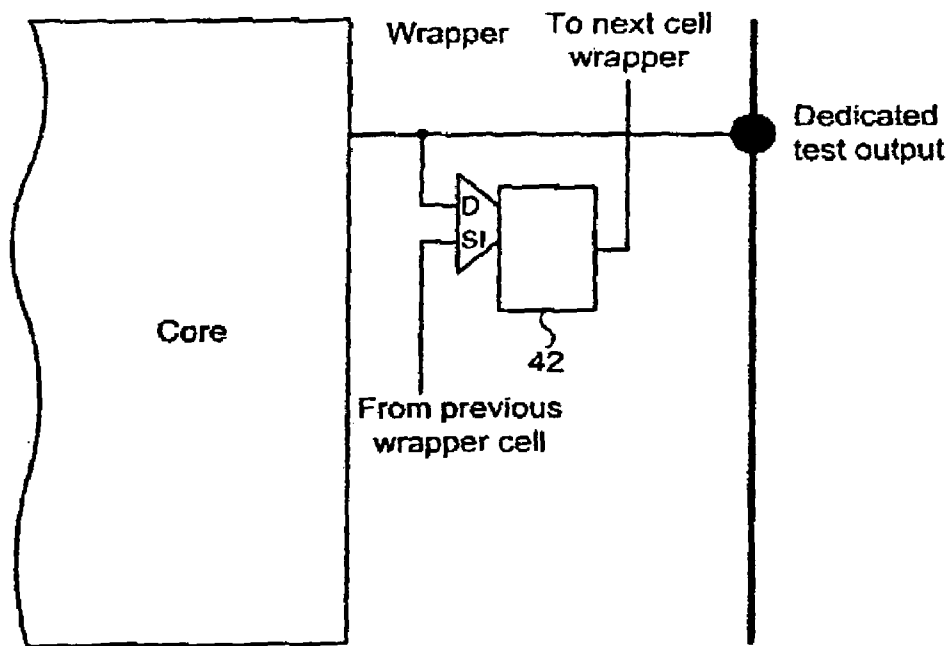 Wrapper
To next cell
wrapper
Dedicated
test output
D
SI
Core
42
From previous
wrapper cell